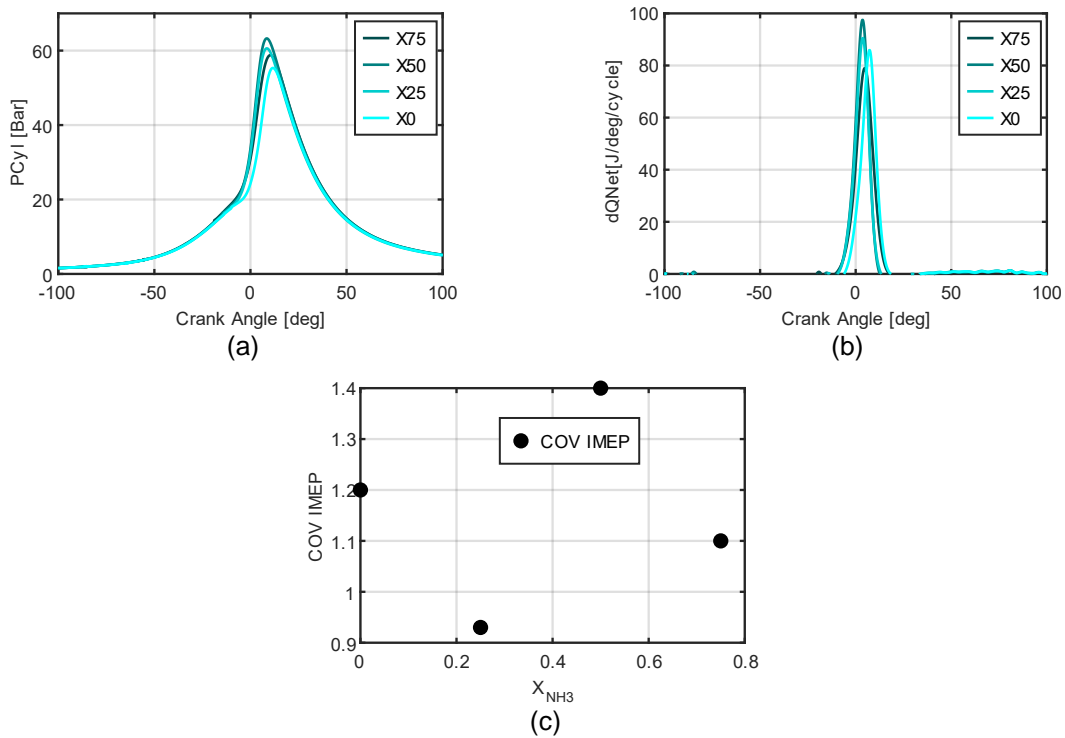 PCyl [Bar]
60
40
20
0
-100 -50 0 50 100
Crank Angle [deg]
X75
X50
X25
X0
(a)
dQNet[J/deg/cy cle]
100
80
60
40
20
0
-100 -50 0 50 100
Crank Angle [deg]
X75
X50
X25
X0
(b)
COV IMEP
1.4
1.3
1.2
1.1
1
0.9
0 0.2 0.4 0.6 0.8
X_NH3
COV IMEP
(c)